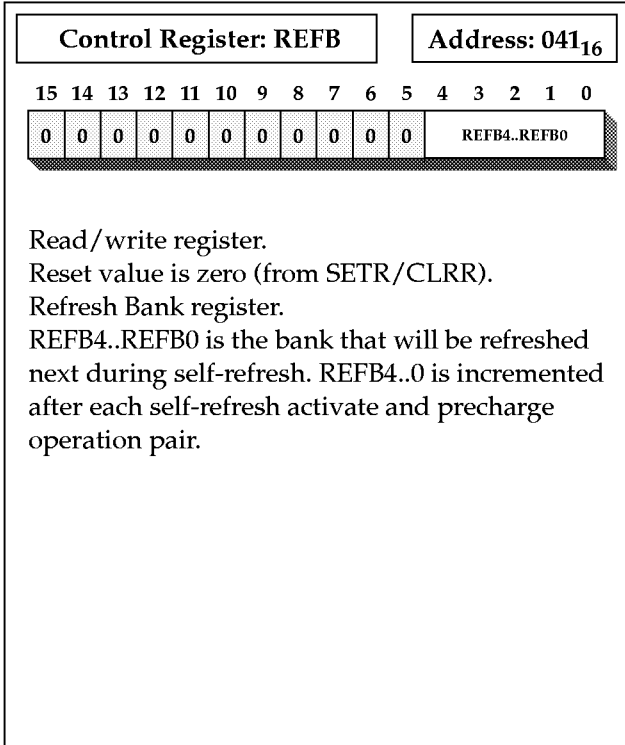 Control Register: REFB
Address: 041₁₆
15 14 13 12 11 10 9 8 7 6 5 4 3 2 1 0
0 0 0 0 0 0 0 0 0 0 0 REFB4..REFB0
Read/write register.
Reset value is zero (from SETR/CLRR).
Refresh Bank register.
REFB4..REFB0 is the bank that will be refreshed
next during self-refresh. REFB4..0 is incremented
after each self-refresh activate and precharge
operation pair.